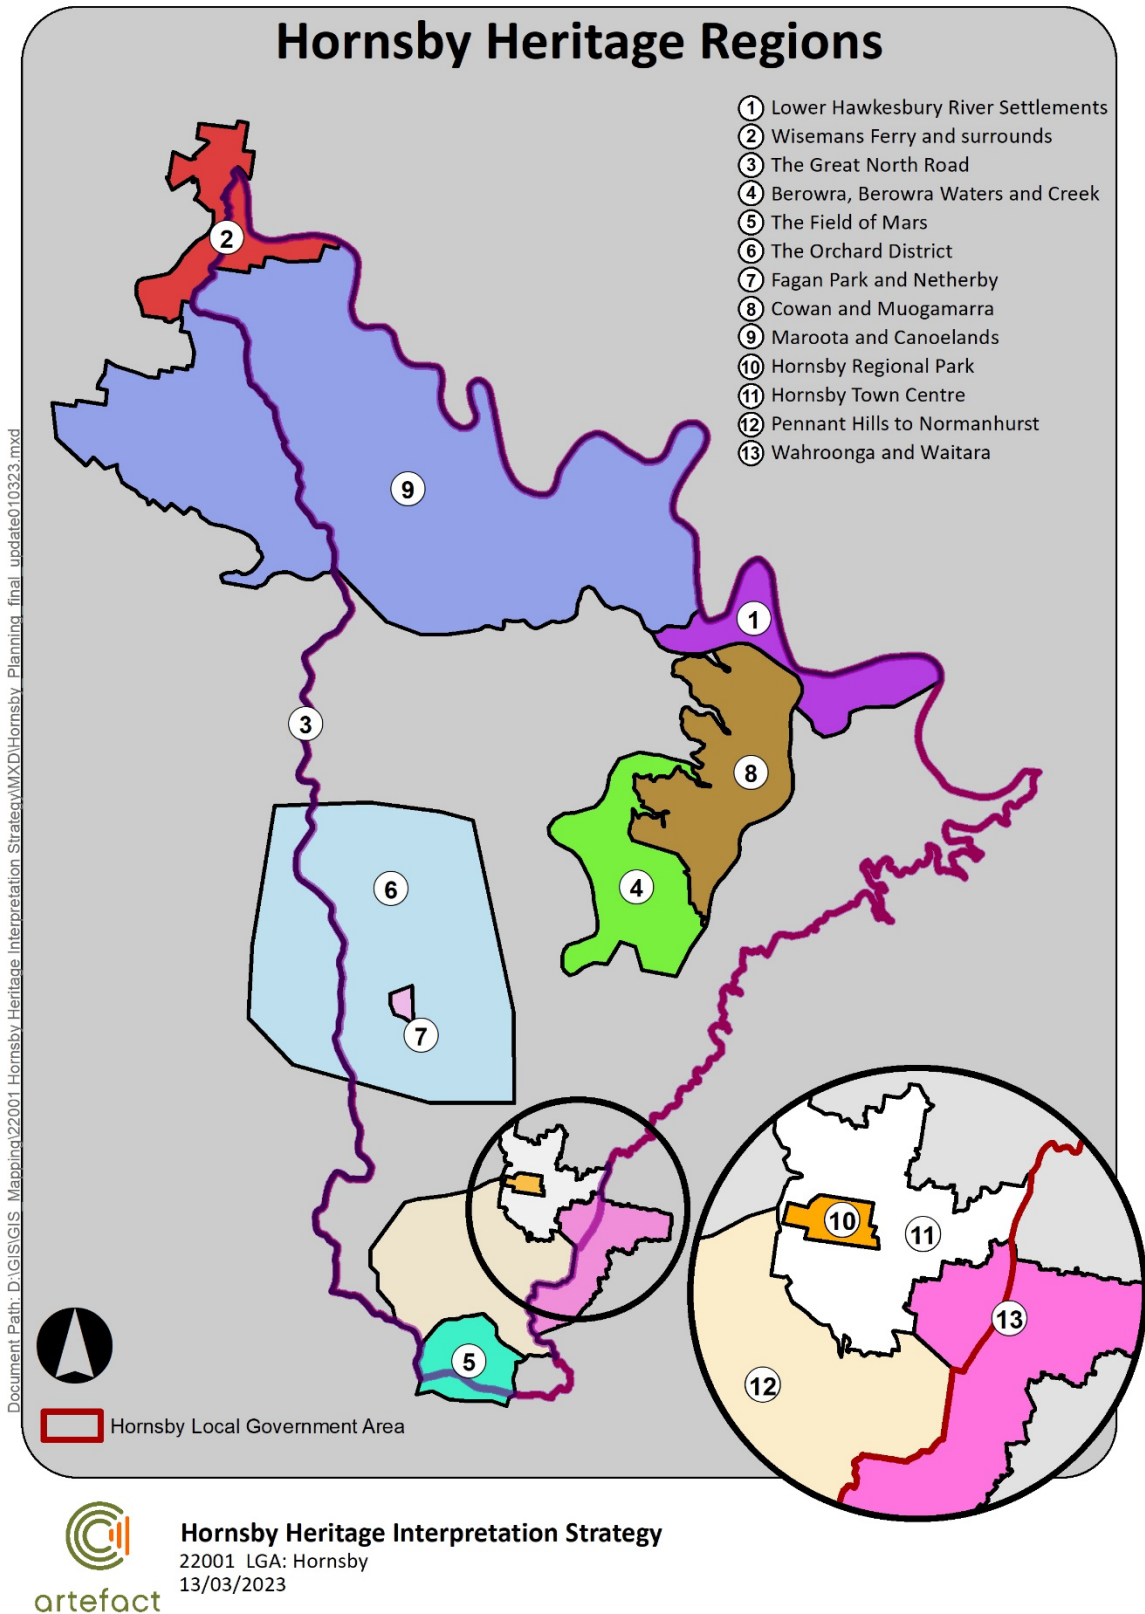 Hornsby Heritage Regions
1 Lower Hawkesbury River Settlements
2 Wisemans Ferry and surrounds
3 The Great North Road
4 Berowra, Berowra Waters and Creek
5 The Field of Mars
6 The Orchard District
7 Fagan Park and Netherby
8 Cowan and Muogamarra
9 Maroota and Canoelands
10 Hornsby Regional Park
11 Hornsby Town Centre
12 Pennant Hills to Normanhurst
13 Wahroonga and Waitara
2
9
1
3
8
4
6
7
10
11
13
5
12
Document Path: D:\GIS\GIS_Mapping\22001 Hornsby Heritage Interpretation Strategy\MXD\Hornsby_Planning_final_update010323.mxd
Hornsby Local Government Area
artefact
Hornsby Heritage Interpretation Strategy
22001 LGA: Hornsby
13/03/2023